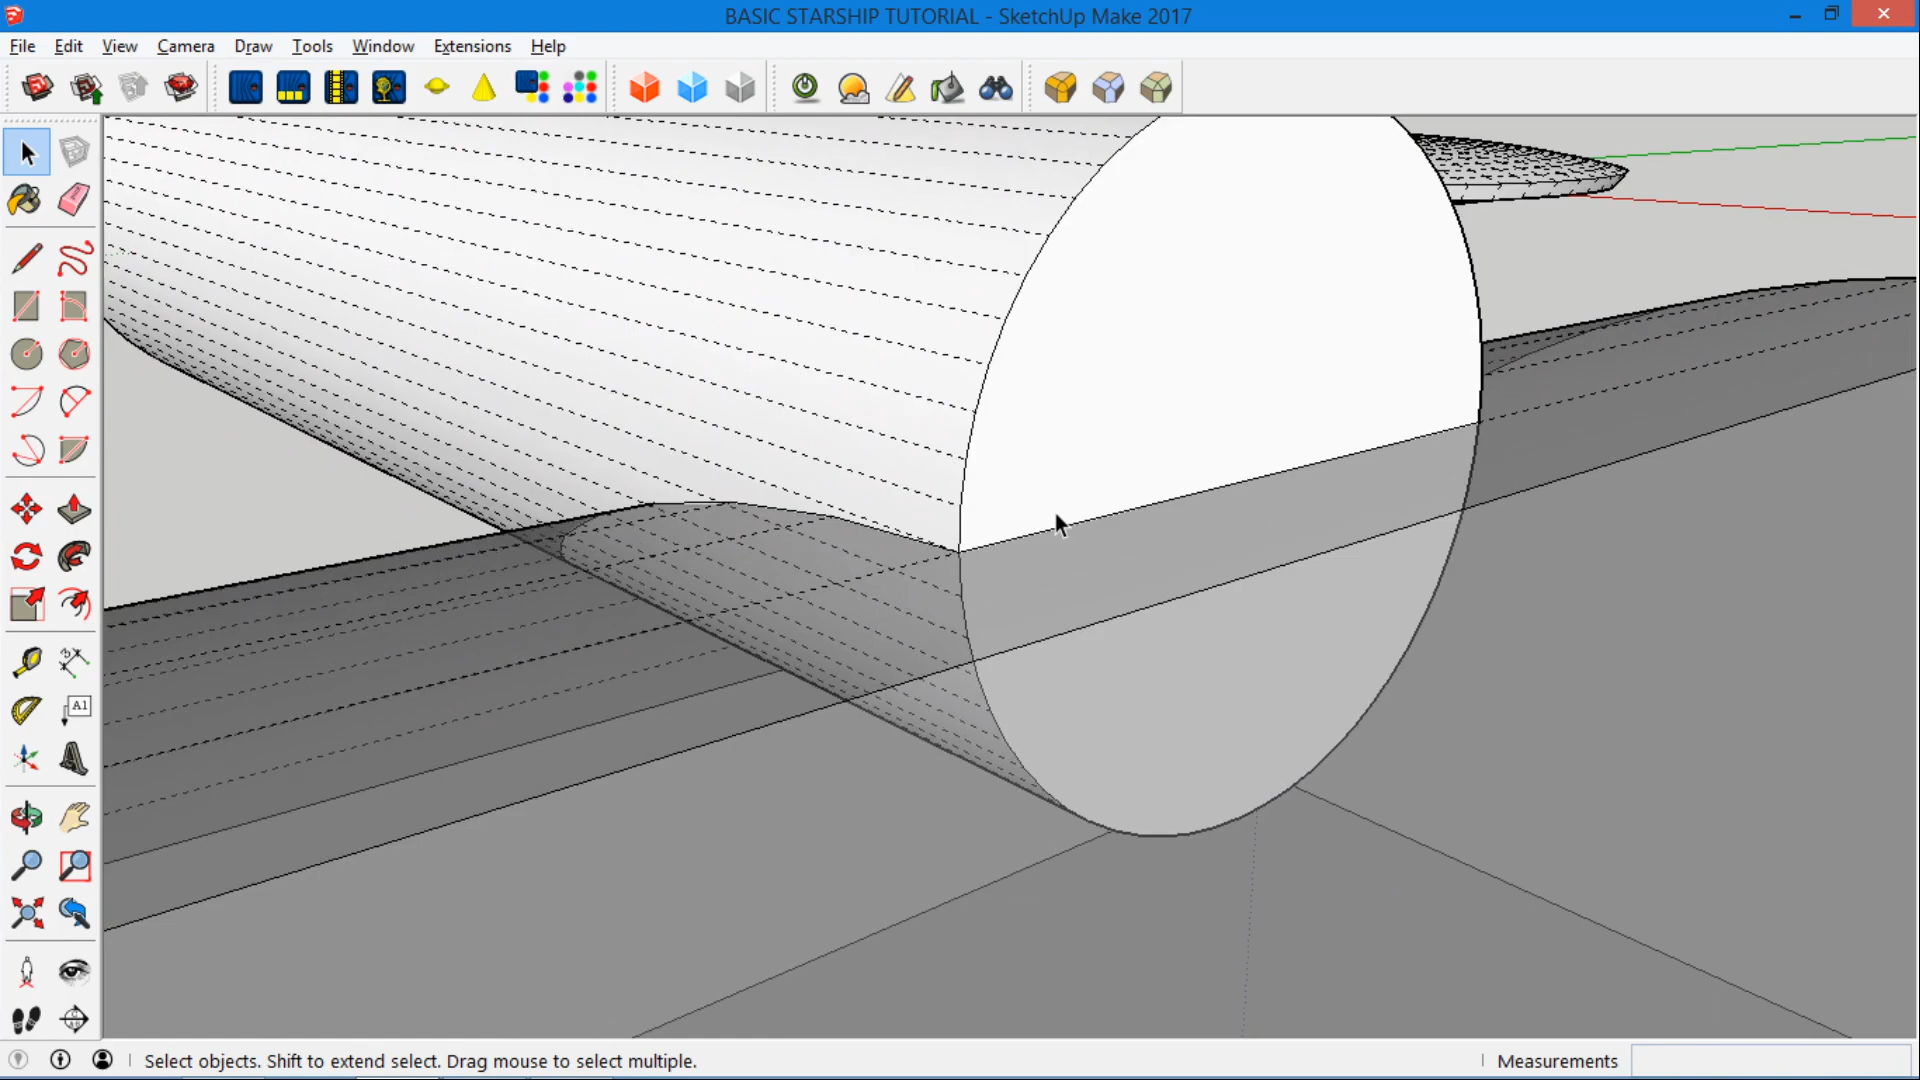 BASIC STARSHIP TUTORIAL - SketchUp Make 2017
File Edit View Camera Draw Tools Window Extensions Help
A1
Select objects. Shift to extend select. Drag mouse to select multiple.
Measurements